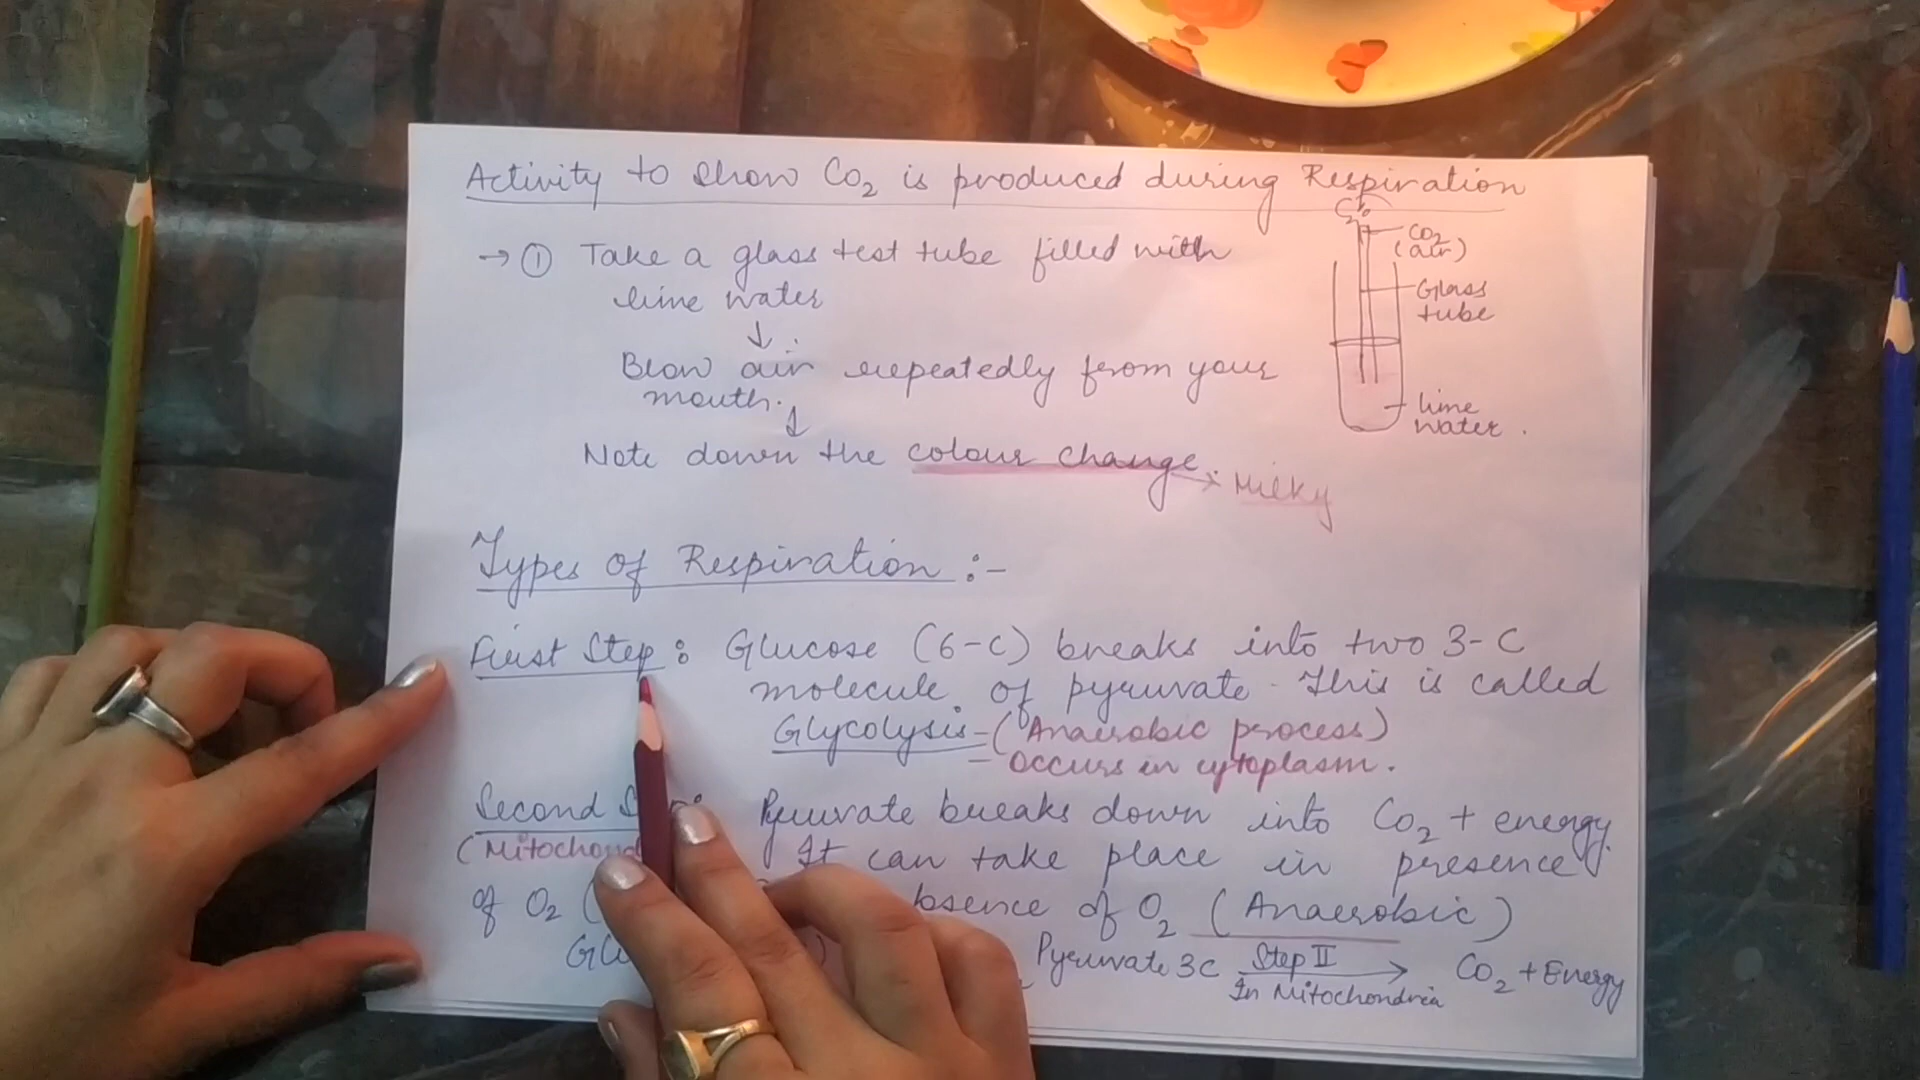 Activity to show CO2 is produced during Respiration
→ ① Take a glass test tube filled with
lime water
↓
Blow air repeatedly from your
mouth.
↓
Note down the colour change. → Milky
CO2
(air)
Glass
tube
lime
water.
Types of Respiration :-
First Step : Glucose (6-C) breaks into two 3-C
molecule of pyruvate. This is called
Glycolysis - (Anaerobic process)
- Occurs in cytoplasm.
Second Pyruvate breaks down into CO2 + energy.
It can take place in presence
of O2 ( of O2 (Anaerobic)
Pyruvate 3C Step II → CO2 + Energy
In Mitochondria